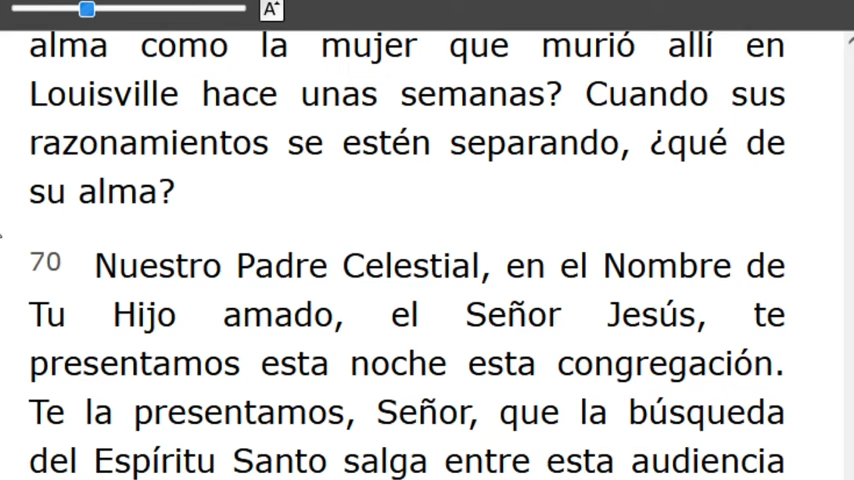 A
alma como la mujer que murió allí en
Louisville hace unas semanas? Cuando sus
razonamientos se estén separando, ¿qué de
su alma?
70 Nuestro Padre Celestial, en el Nombre de
Tu Hijo amado, el Señor Jesús, te
presentamos esta noche esta congregación.
Te la presentamos, Señor, que la búsqueda
del Espíritu Santo salga entre esta audiencia